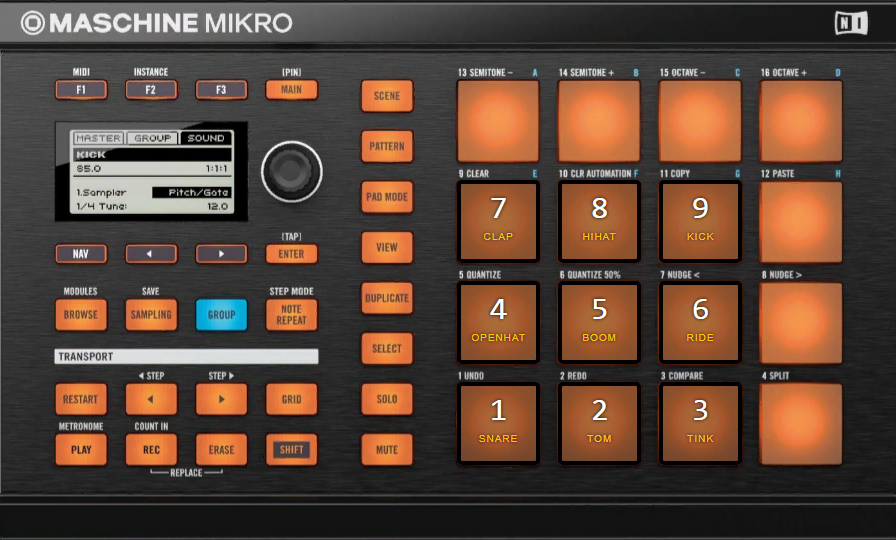 MASCHINE MIKRO
N I
MIDI INSTANCE [PIN]
F1 F2 F3 MAIN
MASTER GROUP SOUND
KICK
85.0 1:1:1
1.Sampler Pitch/Gate
1/4 Tune: 12.0
[TAP]
NAV ENTER
MODULES SAVE STEP MODE
BROWSE SAMPLING GROUP NOTE REPEAT
TRANSPORT
◀ STEP STEP ▶
RESTART ◀ ▶ GRID
METRONOME COUNT IN
PLAY REC ERASE SHIFT
REPLACE
SCENE
PATTERN
PAD MODE
VIEW
DUPLICATE
SELECT
SOLO
MUTE
13 SEMITONE - A 14 SEMITONE + B 15 OCTAVE - C 16 OCTAVE + D
9 CLEAR E 10 CLR AUTOMATION F 11 COPY G 12 PASTE H
7 8 9
CLAP HIHAT KICK
5 QUANTIZE 6 QUANTIZE 50% 7 NUDGE < 8 NUDGE >
4 5 6
OPENHAT BOOM RIDE
1 UNDO 2 REDO 3 COMPARE 4 SPLIT
1 2 3
SNARE TOM TINK